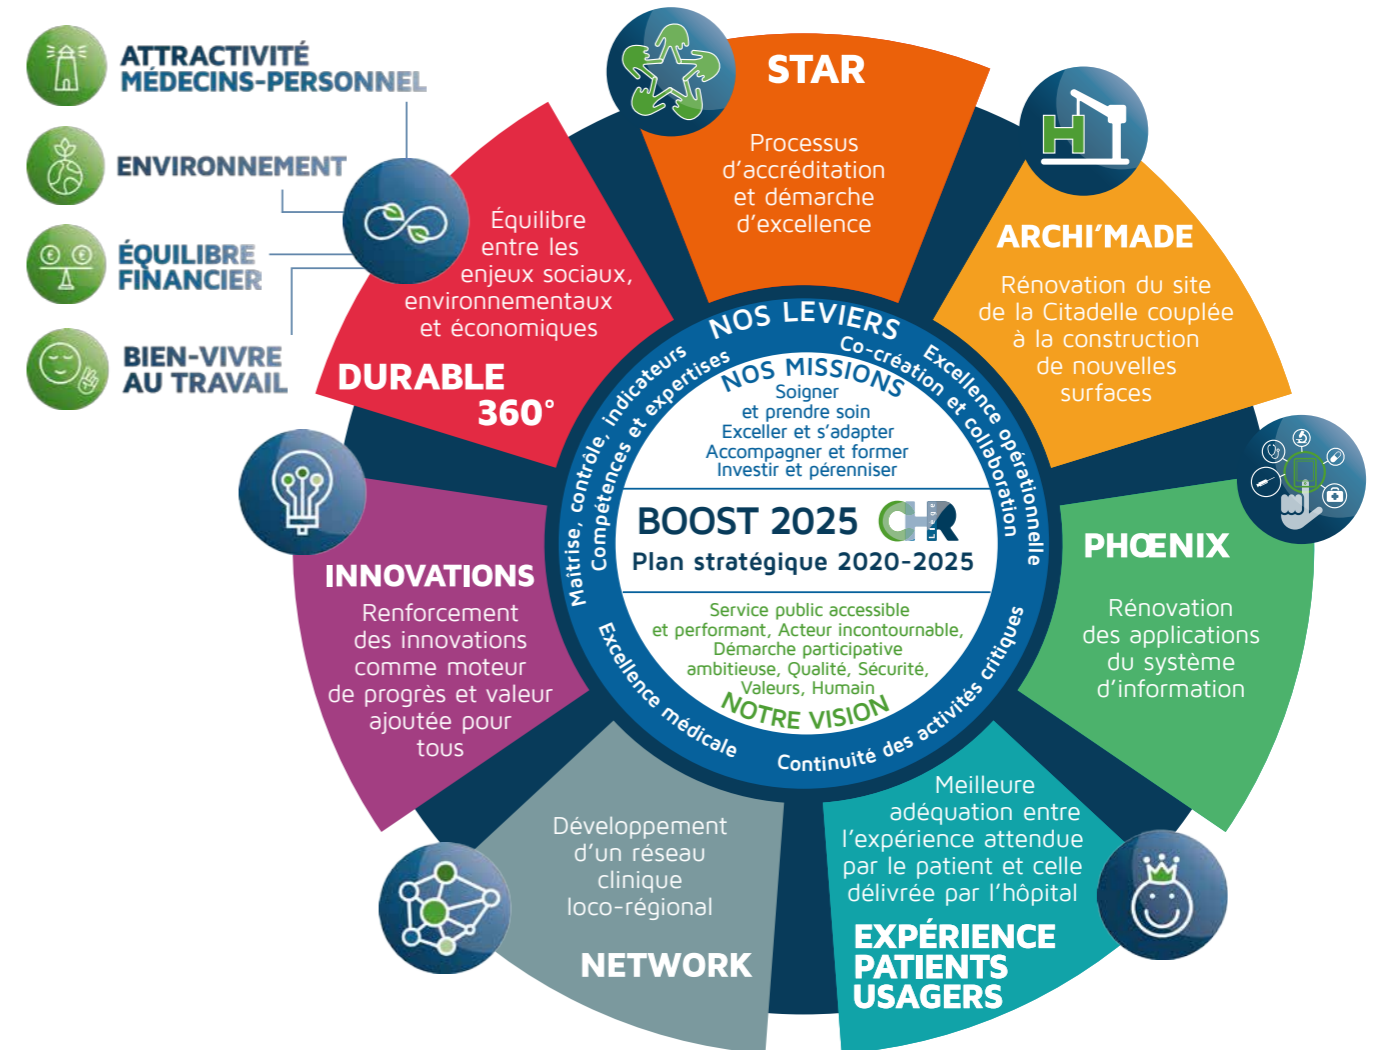 ATTRACTIVITÉ
MÉDECINS-PERSONNEL
ENVIRONNEMENT
ÉQUILIBRE
FINANCIER
BIEN-VIVRE
AU TRAVAIL
STAR
Processus
d'accréditation
et démarche
d'excellence
ARCHI'MADE
Rénovation du site
de la Citadelle couplée
à la construction
de nouvelles
surfaces
PHŒNIX
Rénovation
des applications
du système
d'information
Meilleure
adéquation entre
l'expérience attendue
par le patient et celle
délivrée par l'hôpital
EXPÉRIENCE
PATIENTS
USAGERS
Développement
d'un réseau
clinique
loco-régional
NETWORK
INNOVATIONS
Renforcement
des innovations
comme moteur
de progrès et valeur
ajoutée pour
tous
Équilibre
entre les
enjeux sociaux,
environnementaux
et économiques
DURABLE
360°
NOS LEVIERS
Maîtrise, contrôle, indicateurs
Compétences et expertises
Co-création et collaboration
Excellence opérationnelle
Excellence médicale
Continuité des activités critiques
NOS MISSIONS
Soigner
et prendre soin
Exceller et s'adapter
Accompagner et former
Investir et pérenniser
BOOST 2025 CHR Liège
Plan stratégique 2020-2025
Service public accessible
et performant, Acteur incontournable,
Démarche participative
ambitieuse, Qualité, Sécurité,
Valeurs, Humain
NOTRE VISION
H
€ €